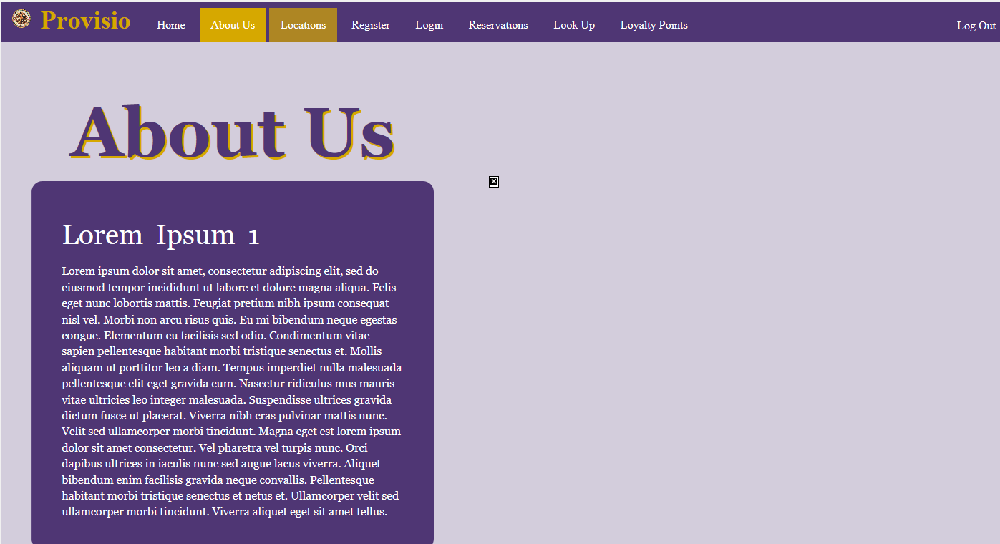 Provisio Home About Us Locations Register Login Reservations Look Up Loyalty Points Log Out
About Us
Lorem Ipsum 1
Lorem ipsum dolor sit amet, consectetur adipiscing elit, sed do
eiusmod tempor incididunt ut labore et dolore magna aliqua. Felis
eget nunc lobortis mattis. Feugiat pretium nibh ipsum consequat
nisl vel. Morbi non arcu risus quis. Eu mi bibendum neque egestas
congue. Elementum eu facilisis sed odio. Condimentum vitae
sapien pellentesque habitant morbi tristique senectus et. Mollis
aliquam ut porttitor leo a diam. Tempus imperdiet nulla malesuada
pellentesque elit eget gravida cum. Nascetur ridiculus mus mauris
vitae ultricies leo integer malesuada. Suspendisse ultrices gravida
dictum fusce ut placerat. Viverra nibh cras pulvinar mattis nunc.
Velit sed ullamcorper morbi tincidunt. Magna eget est lorem ipsum
dolor sit amet consectetur. Vel pharetra vel turpis nunc. Orci
dapibus ultrices in iaculis nunc sed augue lacus viverra. Aliquet
bibendum enim facilisis gravida neque convallis. Pellentesque
habitant morbi tristique senectus et netus et. Ullamcorper velit sed
ullamcorper morbi tincidunt. Viverra aliquet eget sit amet tellus.